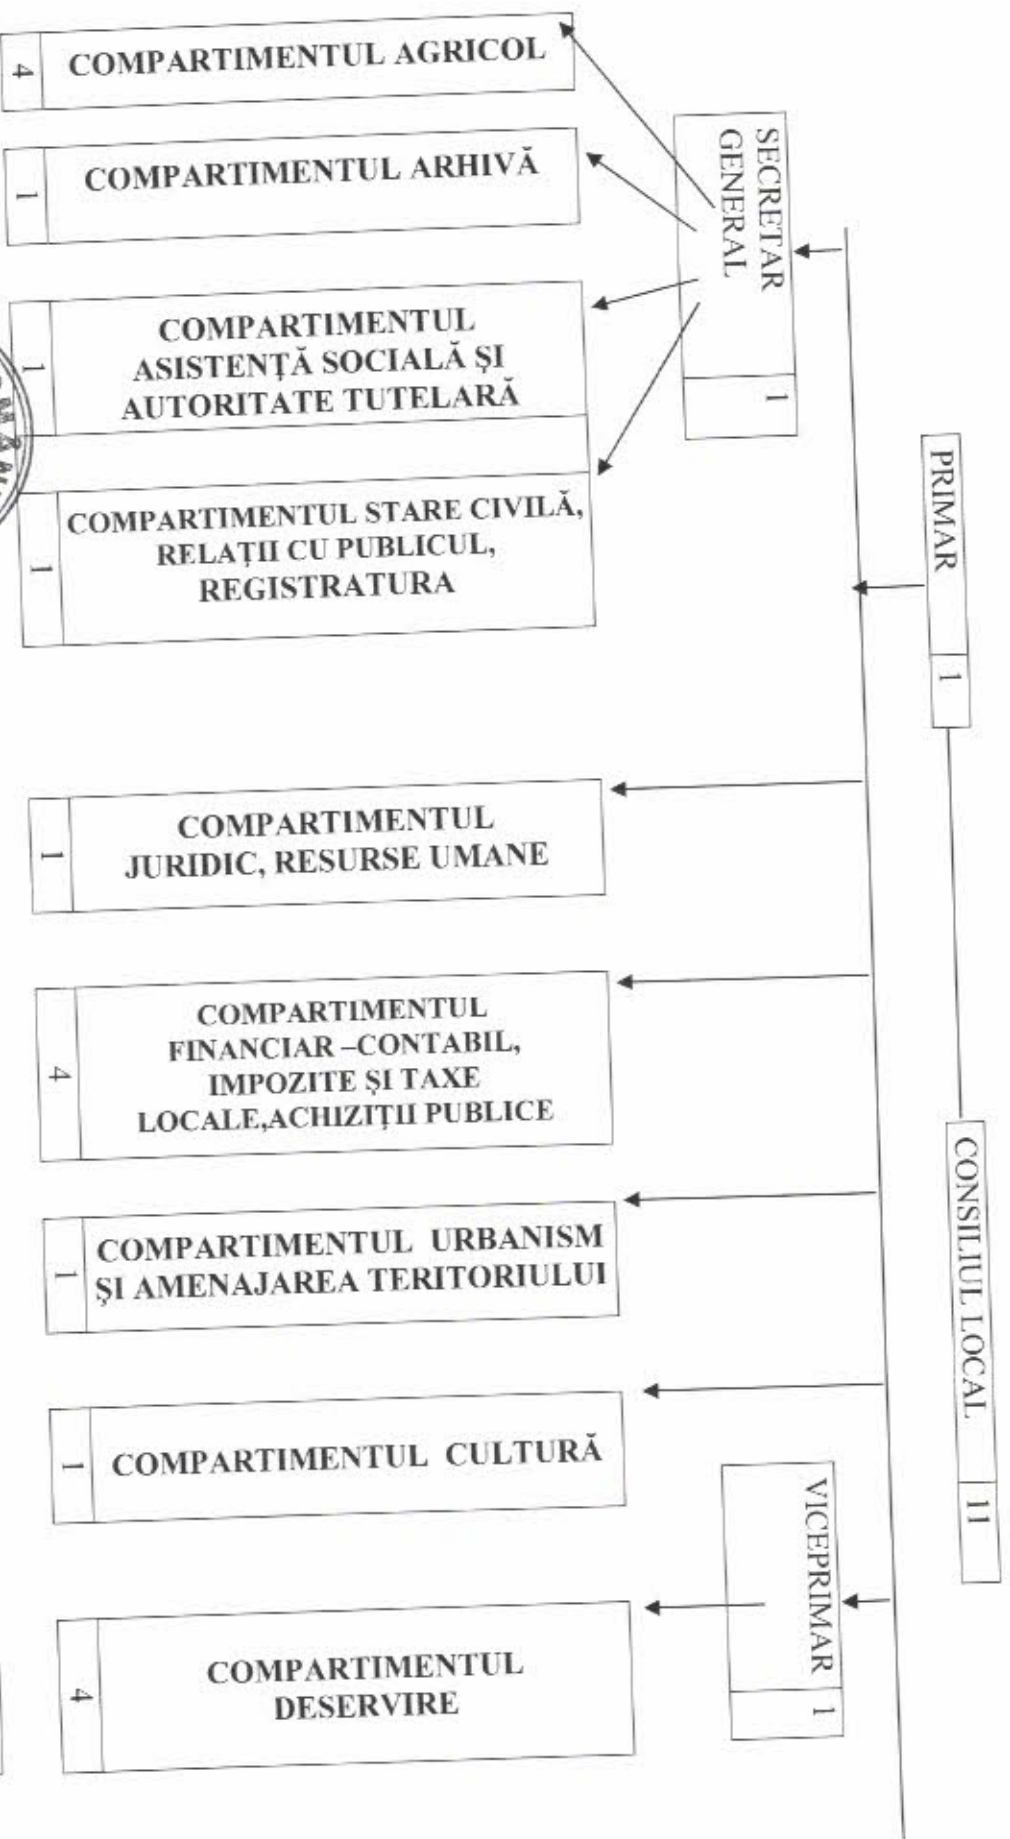 PRIMAR
1
CONSILIUL LOCAL
11
SECRETAR
GENERAL
1
VICEPRIMAR
1
COMPARTIMENTUL AGRICOL
4
COMPARTIMENTUL ARHIVĂ
1
COMPARTIMENTUL
ASISTENȚĂ SOCIALĂ ȘI
AUTORITATE TUTELARĂ
1
COMPARTIMENTUL STARE CIVILĂ,
RELAȚII CU PUBLICUL,
REGISTRATURA
1
COMPARTIMENTUL
JURIDIC, RESURSE UMANE
1
COMPARTIMENTUL
FINANCIAR –CONTABIL,
IMPOZITE ȘI TAXE
LOCALE,ACHIZIȚII PUBLICE
4
COMPARTIMENTUL URBANISM
ȘI AMENAJAREA TERITORIULUI
1
COMPARTIMENTUL CULTURĂ
1
COMPARTIMENTUL
DESERVIRE
4